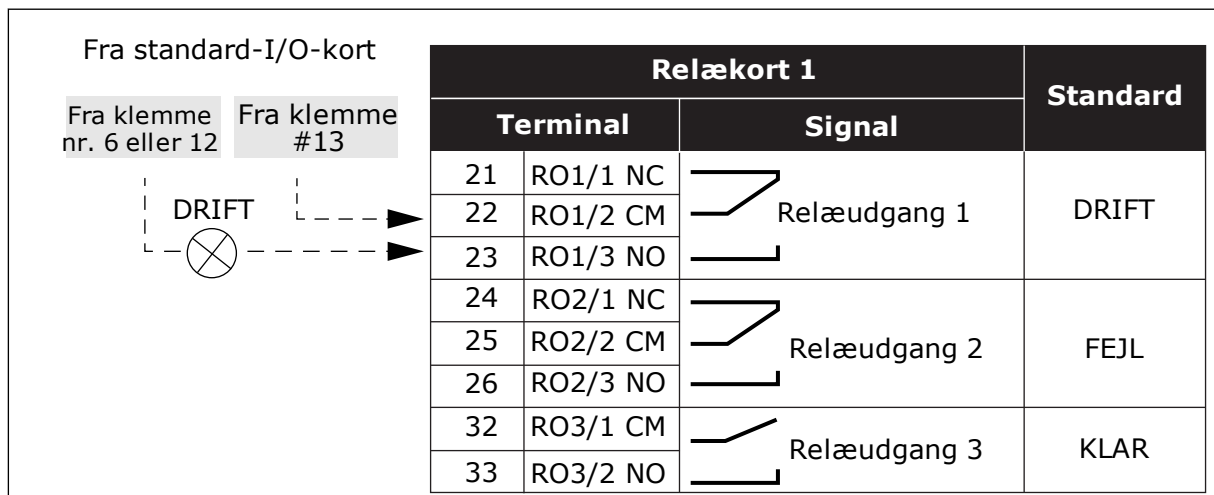 Fra standard-I/O-kort
Fra klemme
nr. 6 eller 12
Fra klemme
#13
DRIFT
Relækort 1
Standard
Terminal
Signal
21 RO1/1 NC
22 RO1/2 CM
23 RO1/3 NO
Relæudgang 1
DRIFT
24 RO2/1 NC
25 RO2/2 CM
26 RO2/3 NO
Relæudgang 2
FEJL
32 RO3/1 CM
33 RO3/2 NO
Relæudgang 3
KLAR